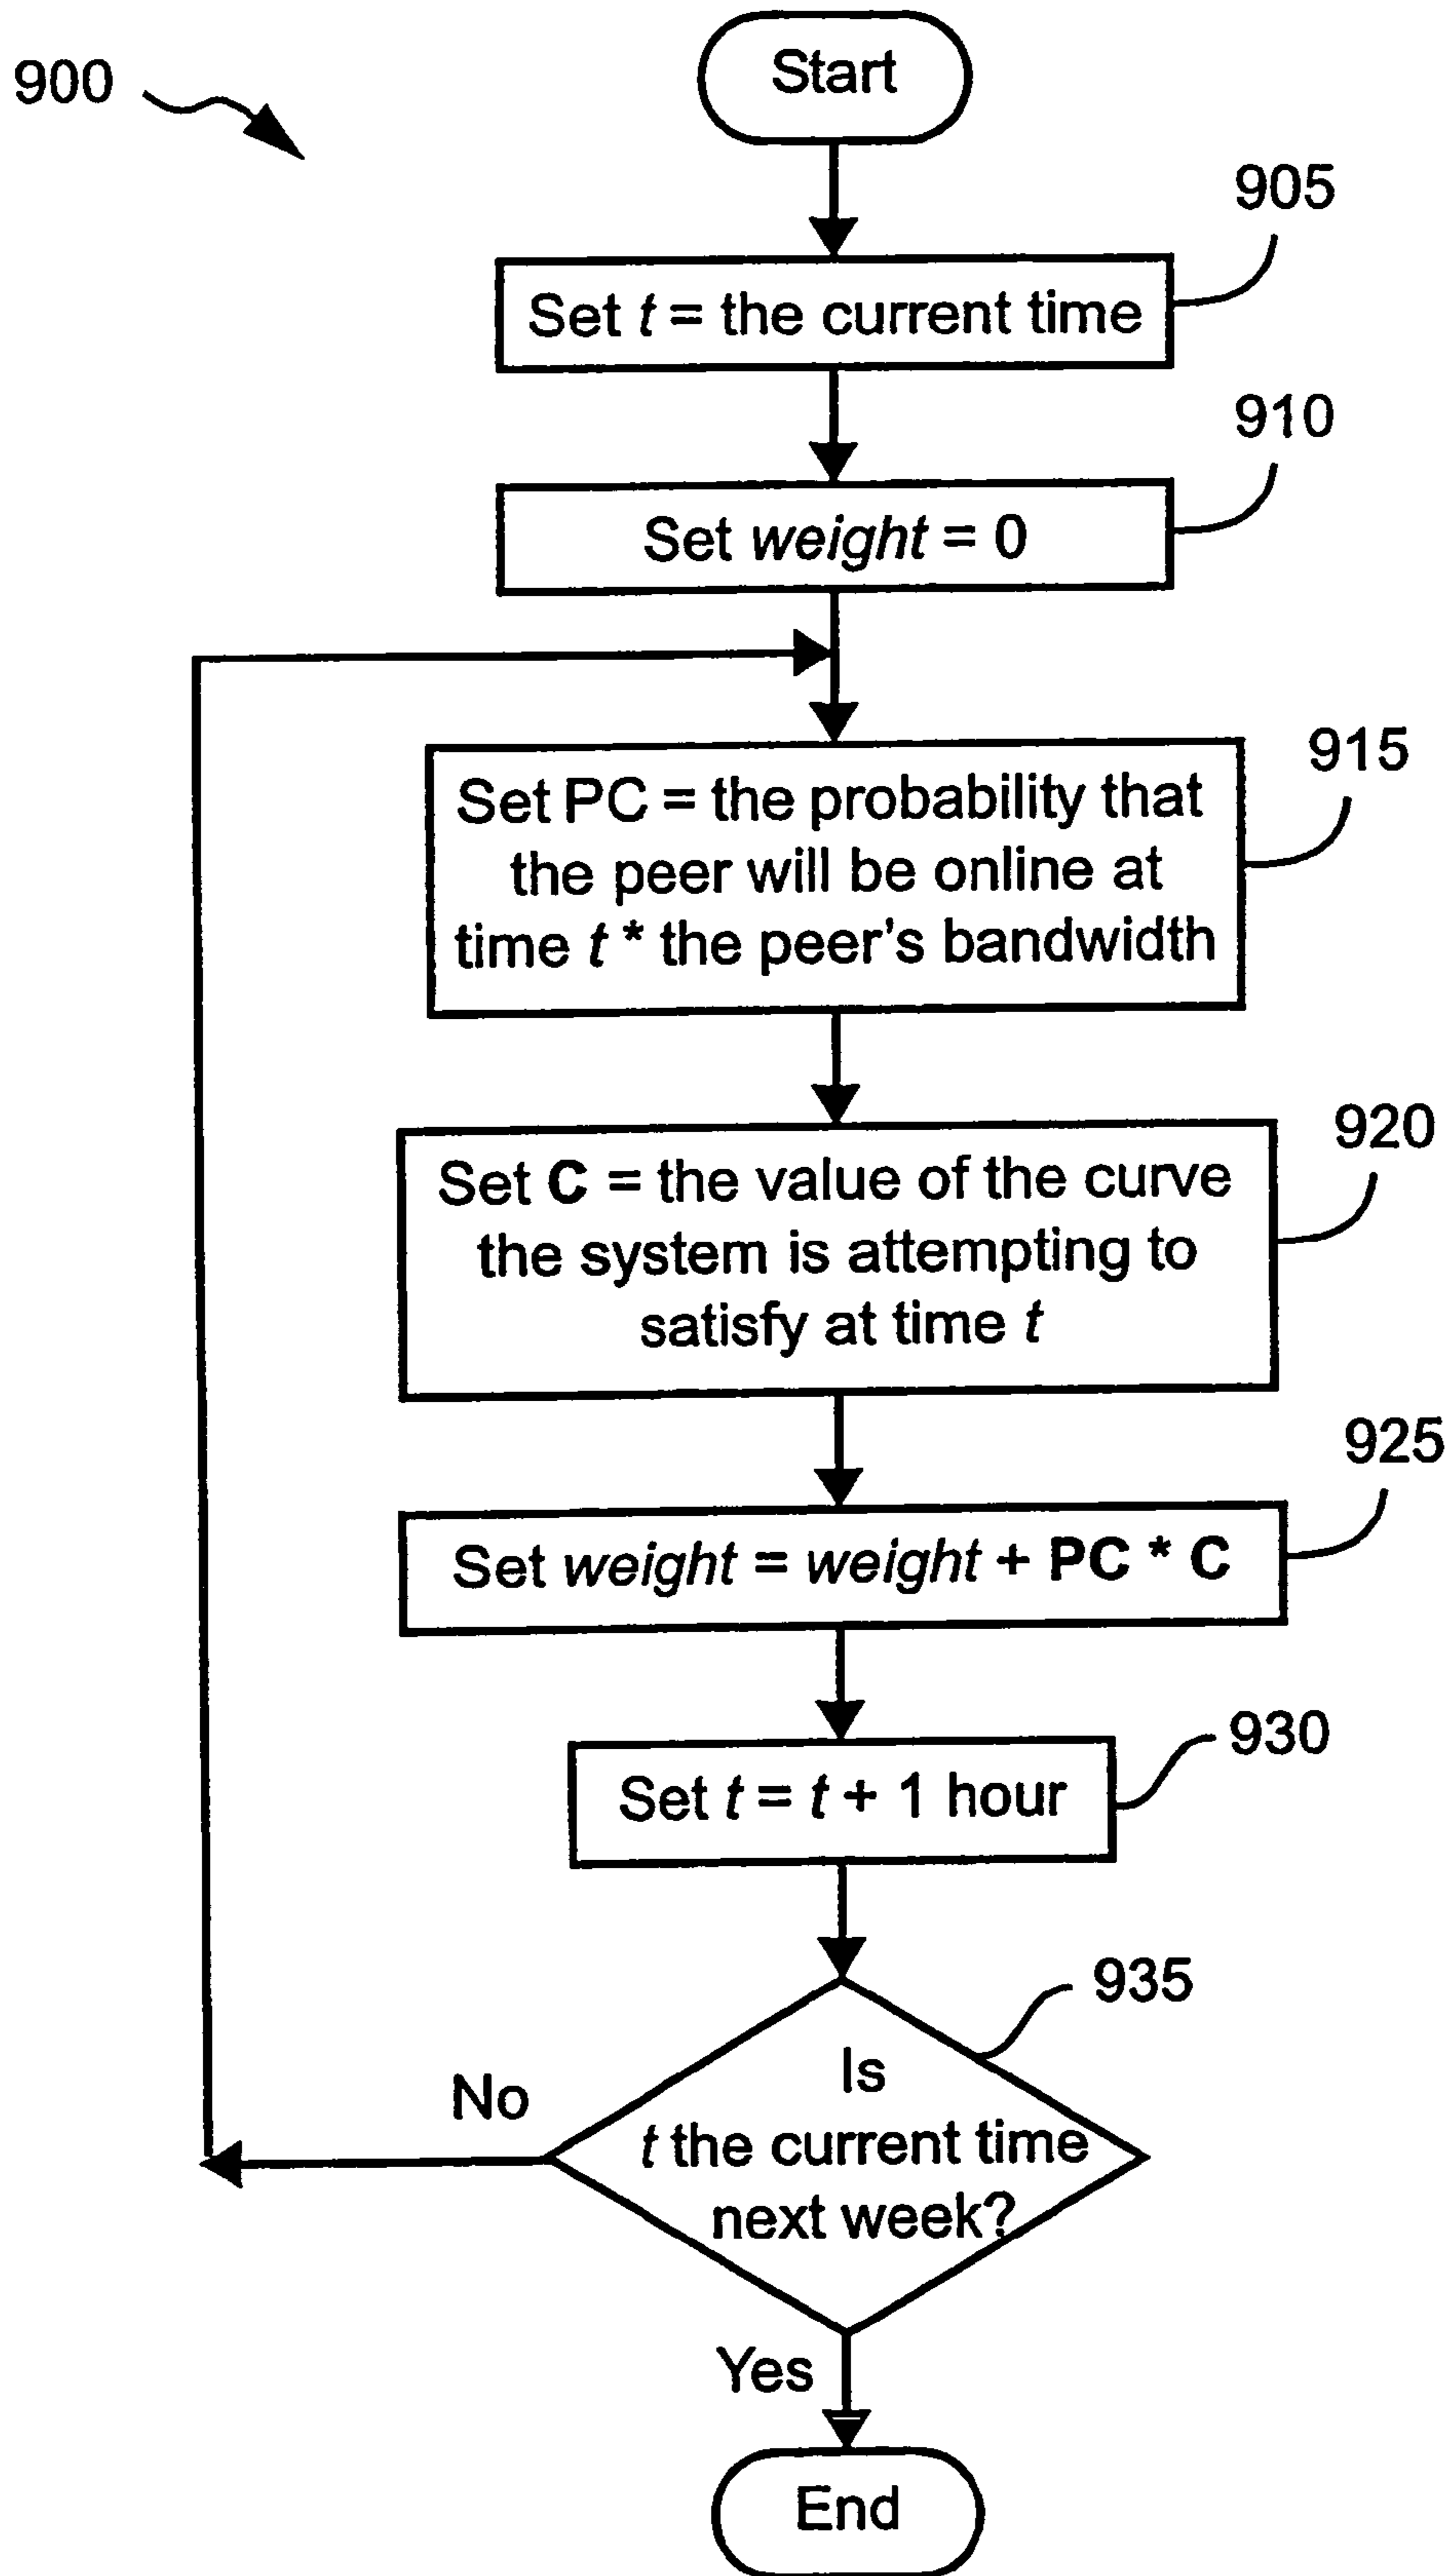 900
Start
905
Set t = the current time
910
Set weight = 0
915
Set PC = the probability that
the peer will be online at
time t * the peer's bandwidth
920
Set C = the value of the curve
the system is attempting to
satisfy at time t
925
Set weight = weight + PC * C
930
Set t = t + 1 hour
935
Is
t the current time
next week?
No
Yes
End